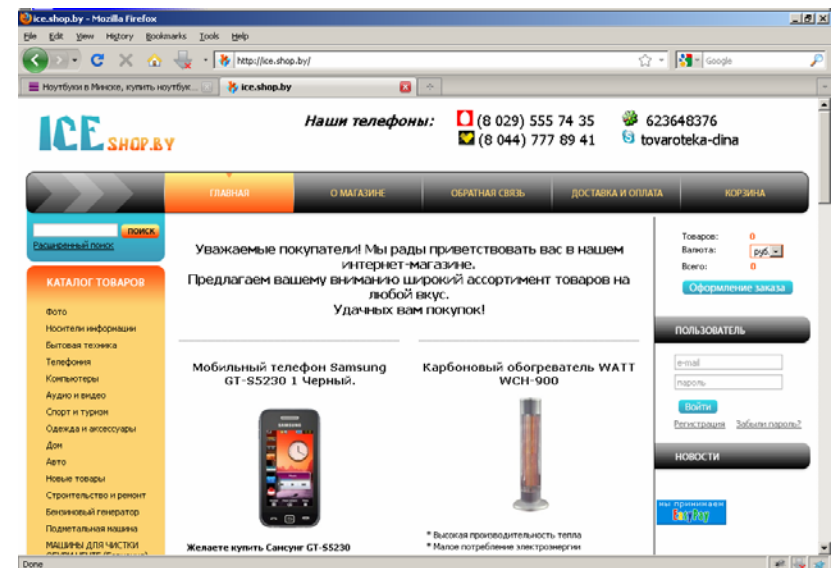 ice.shop.by - Mozilla Firefox
File Edit View History Bookmarks Tools Help
http://ice.shop.by/
Google
Ноутбуки в Минске, купить ноутбук...
ice.shop.by
ICE SHOP.BY
Наши телефоны:
(8 029) 555 74 35
623648376
(8 044) 777 89 41
tovaroteka-dina
ГЛАВНАЯ
О МАГАЗИНЕ
ОБРАТНАЯ СВЯЗЬ
ДОСТАВКА И ОПЛАТА
КОРЗИНА
ПОИСК
Расширенный поиск
КАТАЛОГ ТОВАРОВ
Фото
Носители информации
Бытовая техника
Телефония
Компьютеры
Аудио и видео
Спорт и туризм
Одежда и аксессуары
Дом
Авто
Новые товары
Строительство и ремонт
Бензиновый генератор
Подметальная машина
МАШИНЫ ДЛЯ ЧИСТКИ
Уважаемые покупатели! Мы рады приветствовать вас в нашем
интернет-магазине.
Предлагаем вашему вниманию широкий ассортимент товаров на
любой вкус.
Удачных вам покупок!
Мобильный телефон Samsung
GT-S5230 1 Черный.
Желаете купить Сансунг GT-S5230
Карбоновый обогреватель WATT
WCH-900
* Высокая производительность тепла
* Малое потребление электроэнергии
Товаров: 0
Валюта: руб.
Всего: 0
Оформление заказа
ПОЛЬЗОВАТЕЛЬ
e-mail
пароль
Войти
Регистрация Забыли пароль?
НОВОСТИ
мы принимаем
EasyPay
Done